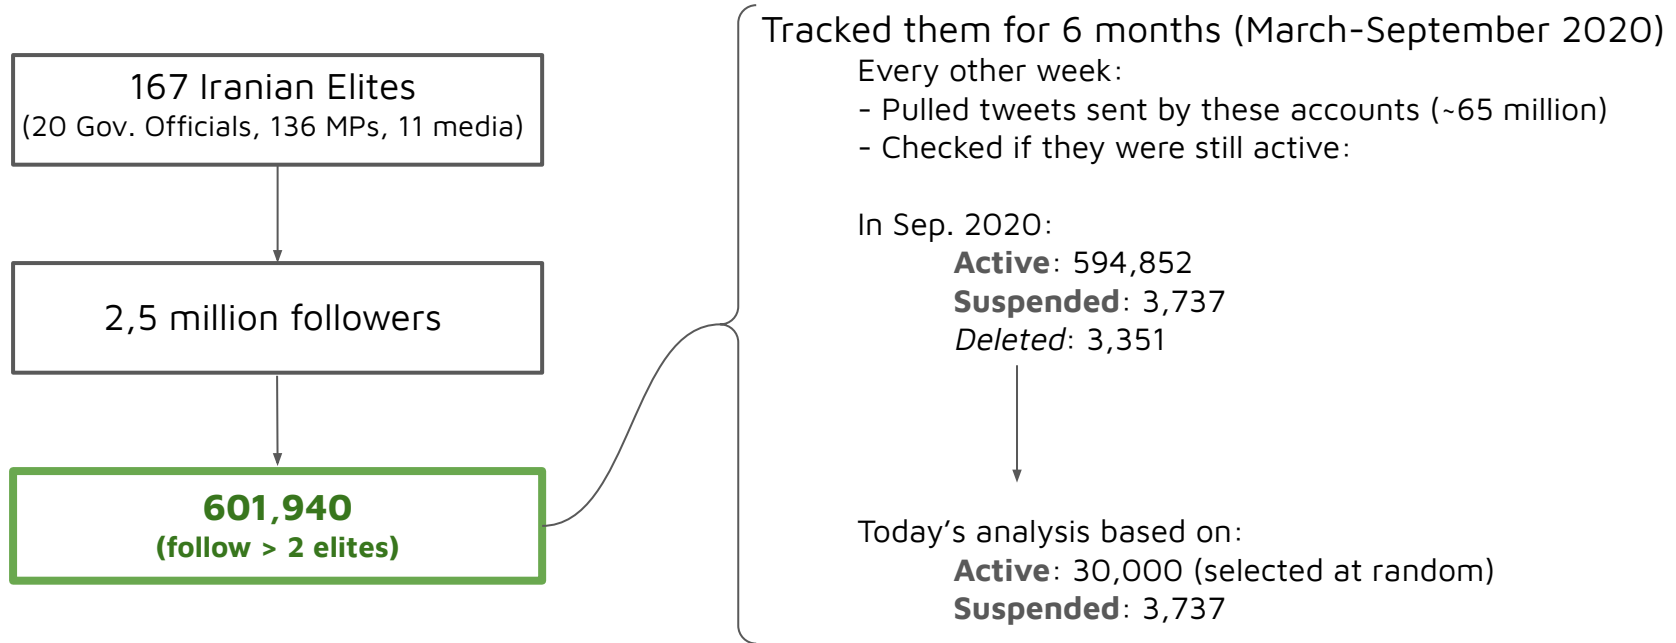 167 Iranian Elites
(20 Gov. Officials, 136 MPs, 11 media)
2,5 million followers
601,940
(follow > 2 elites)
Tracked them for 6 months (March-September 2020)
Every other week:
- Pulled tweets sent by these accounts (~65 million)
- Checked if they were still active:
In Sep. 2020:
Active: 594,852
Suspended: 3,737
Deleted: 3,351
Today's analysis based on:
Active: 30,000 (selected at random)
Suspended: 3,737